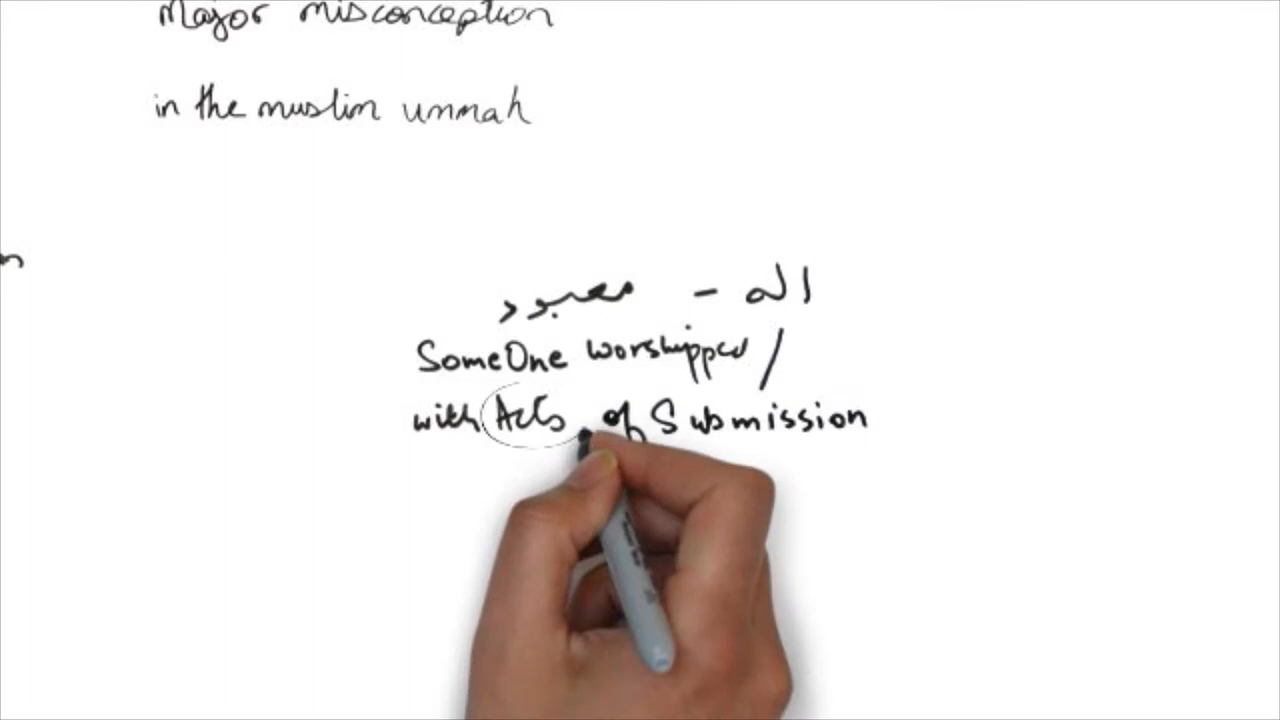 Major misconception
in the muslim ummah
اله - معبود
SomeOne worshipped /
with Acts of Submission